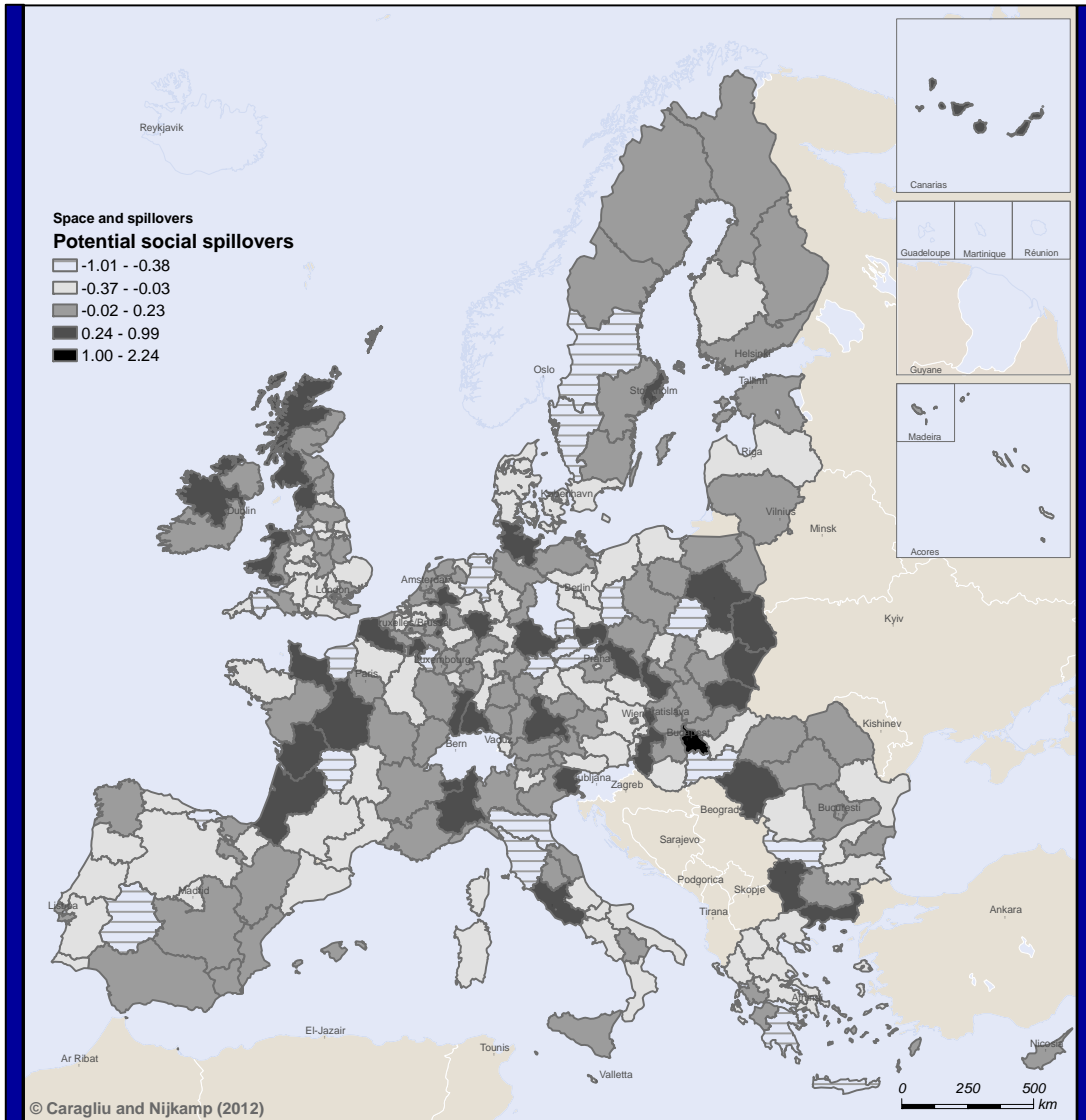 Reykjavik
Canarias
Space and spillovers
Potential social spillovers
-1.01 - -0.38
-0.37 - -0.03
-0.02 - 0.23
0.24 - 0.99
1.00 - 2.24
Guadeloupe
Martinique
Réunion
Guyane
Madeira
Acores
Oslo
Helsinki
Tallinn
Stockholm
Riga
København
Vilnius
Minsk
Dublin
Amsterdam
Berlin
London
Bruxelles/Brussel
Kyiv
Luxembourg
Praha
Paris
Wien
Bratislava
Budapest
Kishinev
Bern
Vaduz
Ljubljana
Zagreb
Beograd
Bucuresti
Sarajevo
Podgorica
Skopje
Tirana
Madrid
Lisboa
Ankara
Athina
El-Jazair
Tounis
Ar Ribat
Valletta
Nicosia
0 250 500
km
© Caragliu and Nijkamp (2012)